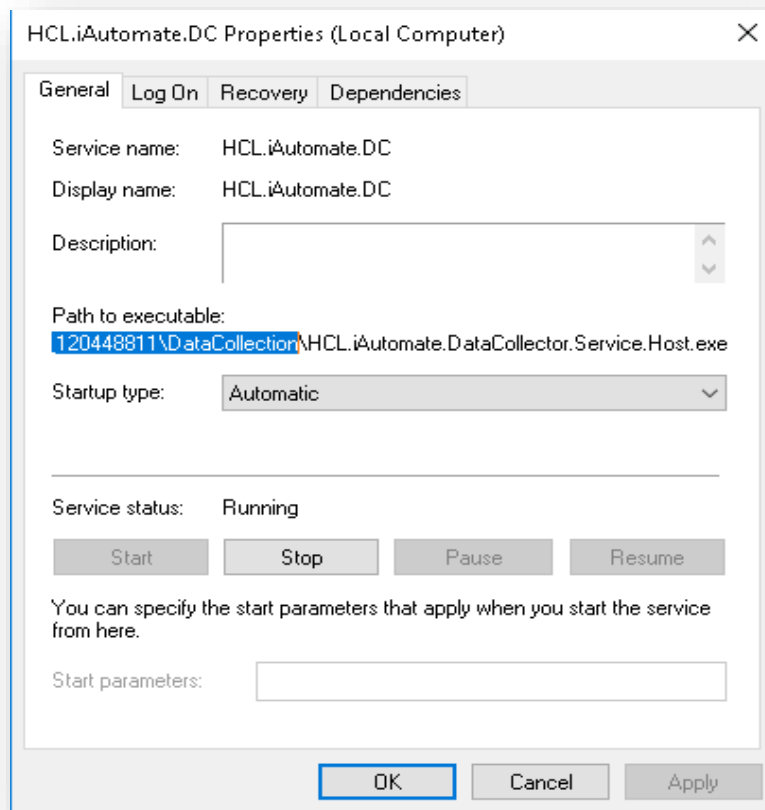 HCL.iAutomate.DC Properties (Local Computer)
General Log On Recovery Dependencies
Service name: HCL.iAutomate.DC
Display name: HCL.iAutomate.DC
Description:
Path to executable:
120448811\DataCollection\HCL.iAutomate.DataCollector.Service.Host.exe
Startup type: Automatic
Service status: Running
Start Stop Pause Resume
You can specify the start parameters that apply when you start the service
from here.
Start parameters:
OK Cancel Apply